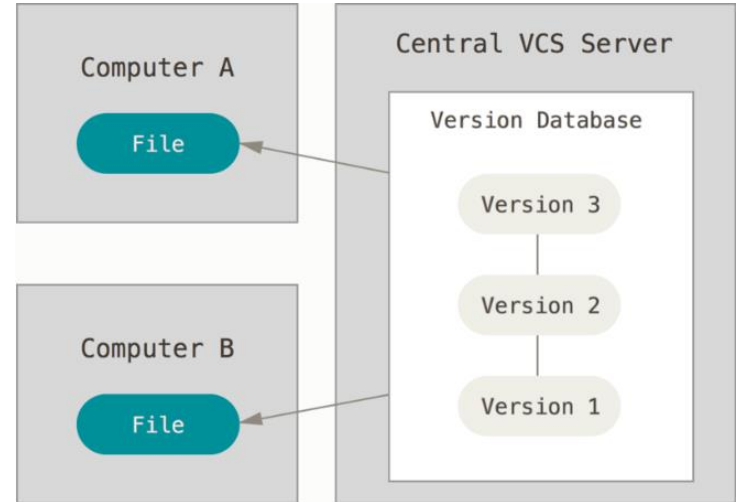 Computer A
File
Computer B
File
Central VCS Server
Version Database
Version 3
Version 2
Version 1